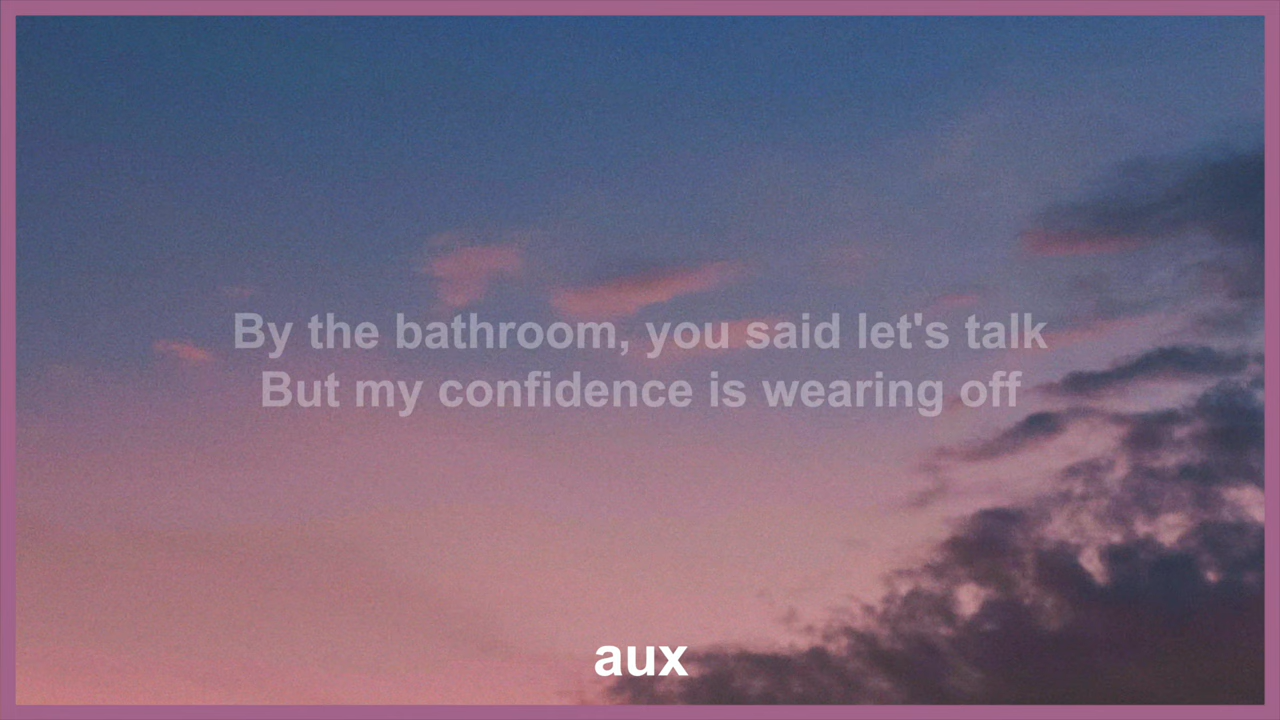 By the bathroom, you said let's talk
But my confidence is wearing off
aux